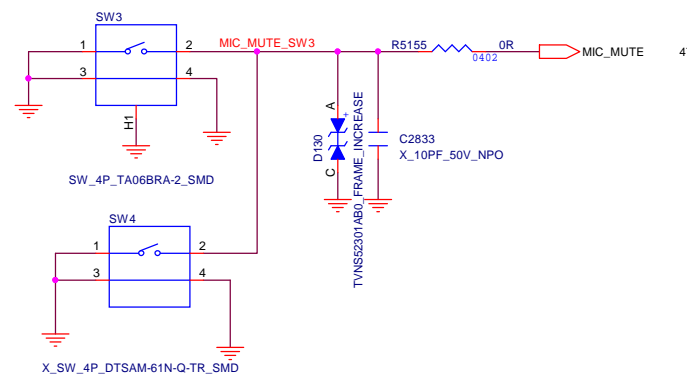 SW3
1
2
MIC_MUTE_SW3
R5155
0R
0402
MIC_MUTE
3
4
H1
A
+
D130
C
TVNS52301AB0_FRAME_INCREASE
C2833
X_10PF_50V_NPO
SW_4P_TA06BRA-2_SMD
SW4
1
2
3
4
X_SW_4P_DTSAM-61N-Q-TR_SMD